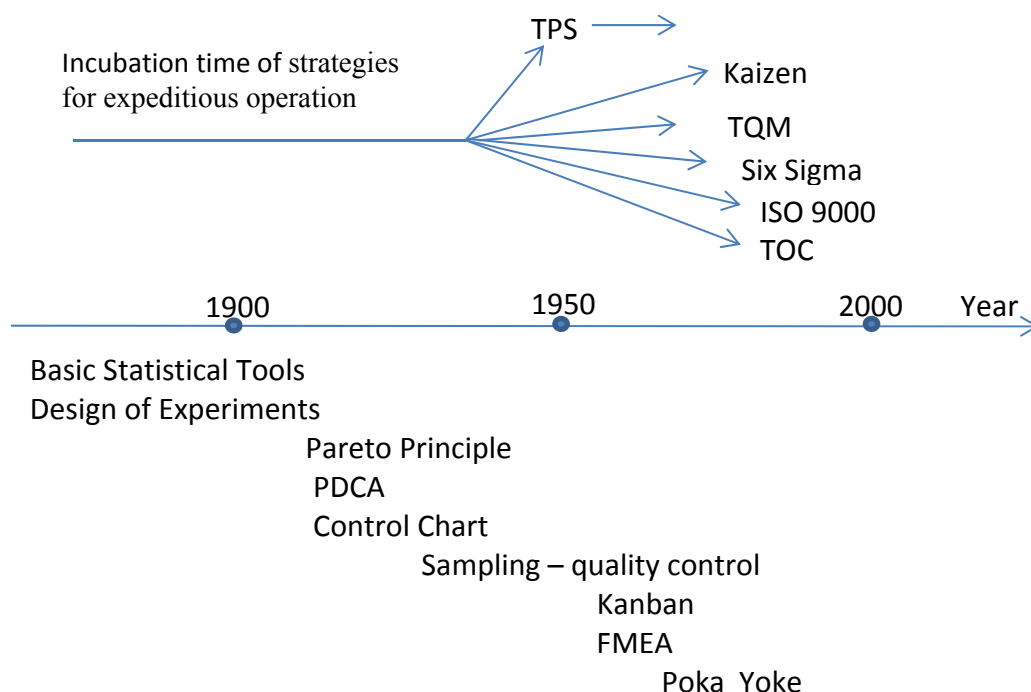 TPS
Incubation time of strategies
for expeditious operation
Kaizen
TQM
Six Sigma
ISO 9000
TOC
1900
1950
2000
Year
Basic Statistical Tools
Design of Experiments
Pareto Principle
PDCA
Control Chart
Sampling – quality control
Kanban
FMEA
Poka Yoke